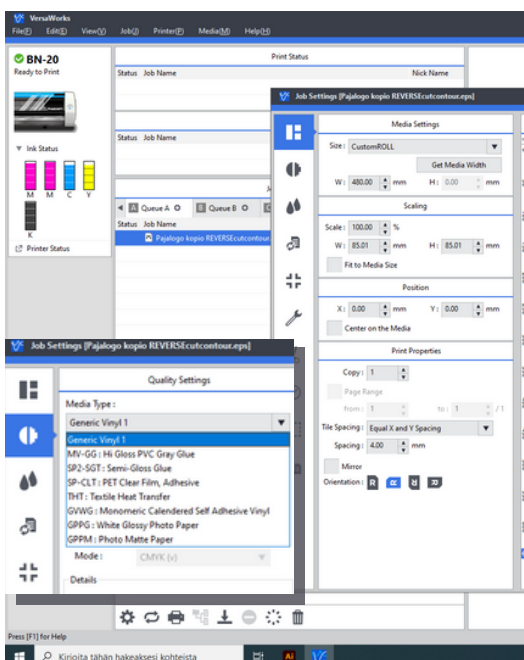 VersaWorks
File(F) Edit(E) View(V) Job(J) Printer(P) Media(M) Help(H)
BN-20
Ready to Print
Ink Status
M M C Y
K
Printer Status
Print Status
Status Job Name Nick Name
Status Job Name
A Queue A B Queue B
Status Job Name
Pajalogo kopio REVERSEcutcontour
Job Settings [Pajalogo kopio REVERSEcutcontour.eps]
Media Settings
Size : CustomROLL
Get Media Width
W : 480.00 mm H : 0.00 mm
Scaling
Scale : 100.00 %
W : 85.01 mm H : 85.01 mm
Fit to Media Size
Position
X : 0.00 mm Y : 0.00 mm
Center on the Media
Print Properties
Copy : 1
Page Range
from : 1 to : 1 / 1
Tile Spacing : Equal X and Y Spacing
Spacing : 4.00 mm
Mirror
Orientation : R R R R
Job Settings [Pajalogo kopio REVERSEcutcontour.eps]
Quality Settings
Media Type :
Generic Vinyl 1
Generic Vinyl 1
MV-GG : Hi Gloss PVC Gray Glue
SP2-SGT : Semi-Gloss Glue
SP-CLT : PET Clear Film, Adhesive
THT : Textile Heat Transfer
GVWG : Monomeric Calendered Self Adhesive Vinyl
GPPG : White Glossy Photo Paper
GPPM : Photo Matte Paper
Mode : CMYK (v)
Details
Press [F1] for Help
Kirjoita tähän hakeaksesi kohteista
Ai